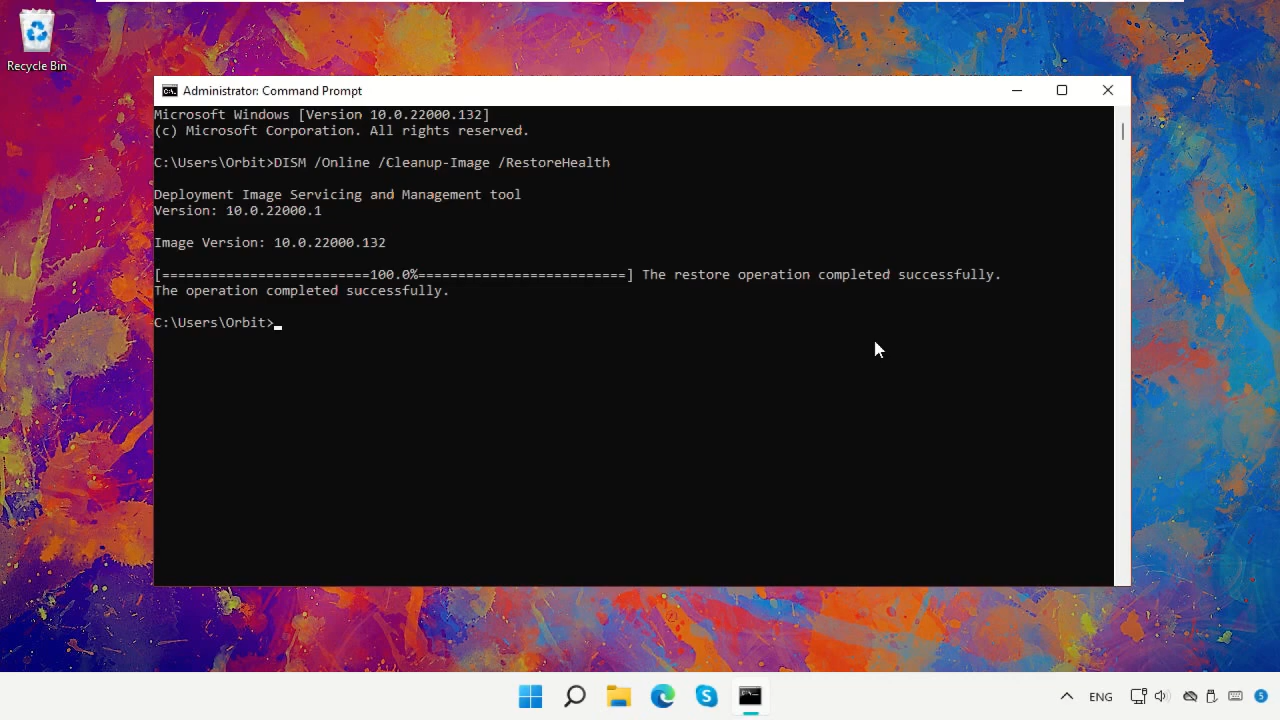 Recycle Bin
Administrator: Command Prompt
Microsoft Windows [Version 10.0.22000.132]
(c) Microsoft Corporation. All rights reserved.
C:\Users\Orbit>DISM /Online /Cleanup-Image /RestoreHealth
Deployment Image Servicing and Management tool
Version: 10.0.22000.1
Image Version: 10.0.22000.132
[==========================100.0%==========================] The restore operation completed successfully.
The operation completed successfully.
C:\Users\Orbit>
ENG
5